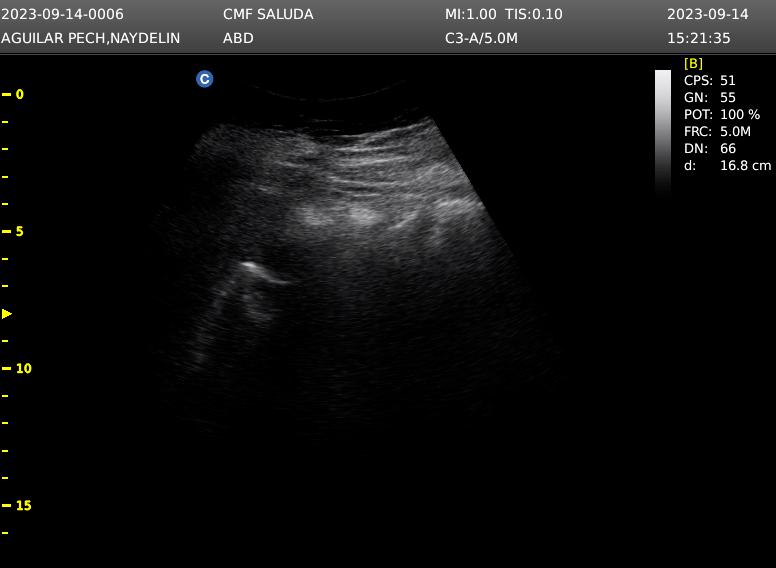 2023-09-14-0006 CMF SALUDA MI:1.00 TIS:0.10 2023-09-14
AGUILAR PECH,NAYDELIN ABD C3-A/5.0M 15:21:35
C
[B]
CPS: 51
GN: 55
POT: 100 %
FRC: 5.0M
DN: 66
d: 16.8 cm
0
5
10
15